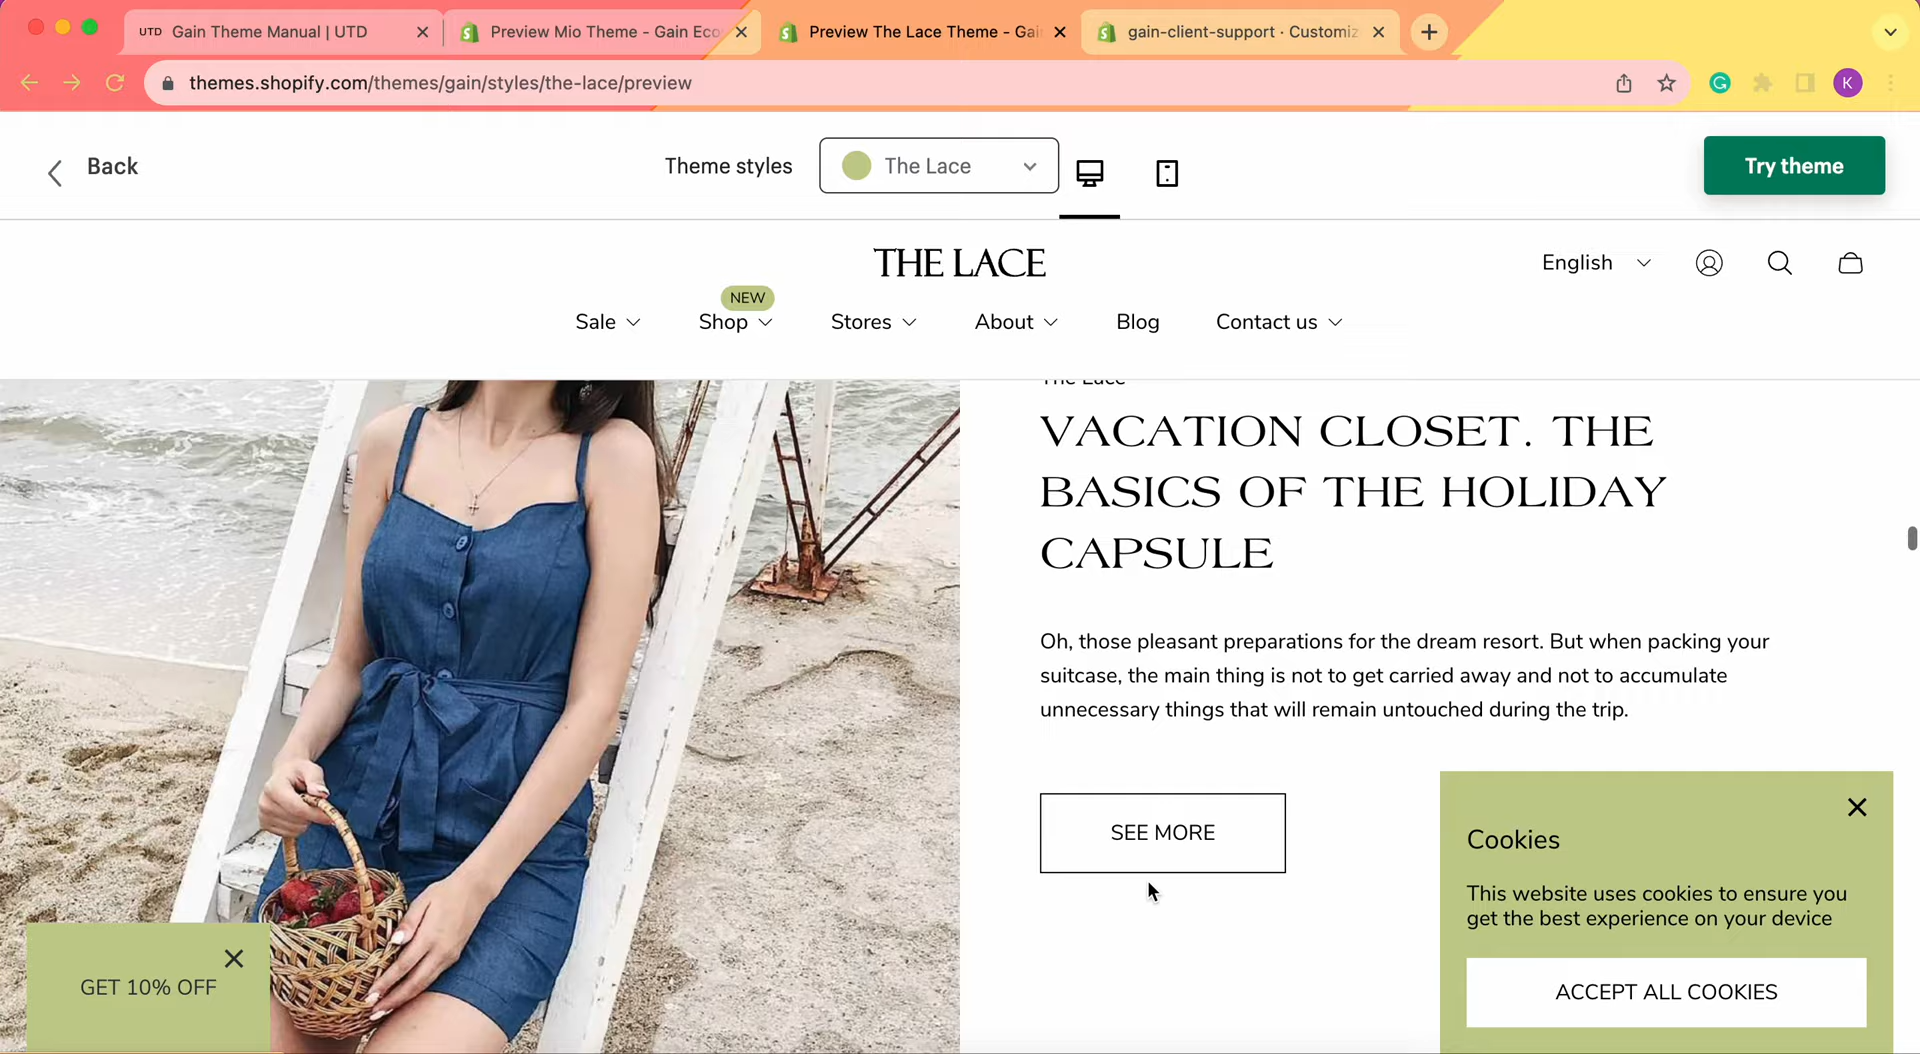 UTD Gain Theme Manual | UTD
Preview Mio Theme - Gain Eco
Preview The Lace Theme - Gai
gain-client-support · Customiz
themes.shopify.com/themes/gain/styles/the-lace/preview
K
Back
Theme styles
The Lace
Try theme
THE LACE
English
NEW
Sale
Shop
Stores
About
Blog
Contact us
The Lace
VACATION CLOSET. THE
BASICS OF THE HOLIDAY
CAPSULE
Oh, those pleasant preparations for the dream resort. But when packing your
suitcase, the main thing is not to get carried away and not to accumulate
unnecessary things that will remain untouched during the trip.
SEE MORE
GET 10% OFF
Cookies
This website uses cookies to ensure you
get the best experience on your device
ACCEPT ALL COOKIES